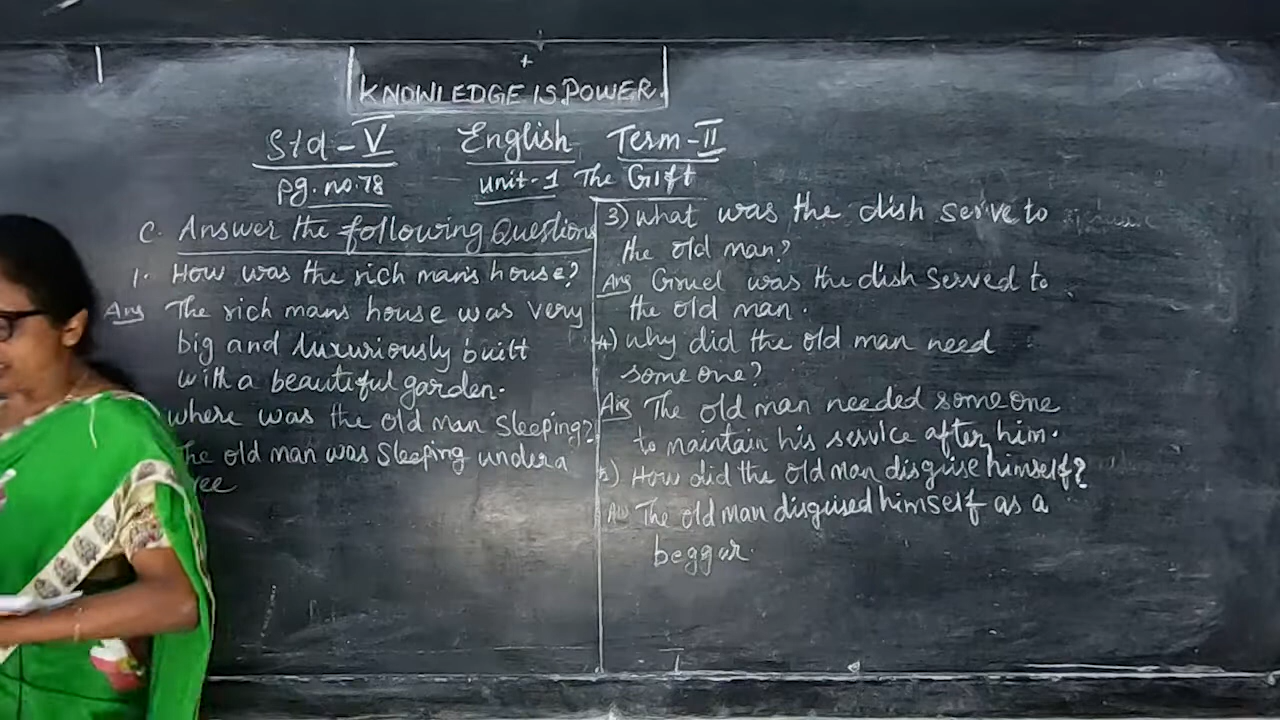 KNOWLEDGE IS POWER.
Std - V English Term - II
pg. no. 78 unit - 1 The Gift
C. Answer the following Questions
1. How was the rich mans house?
Ans The rich mans house was very
big and luxuriously built
with a beautiful garden.
where was the old man sleeping?
The old man was sleeping under a
ree
3) what was the dish serve to
the old man?
Ans Gruel was the dish served to
the old man.
4) why did the old man need
some one?
Ans The old man needed some one
to maintain his service after him.
5) How did the old man disguise himself?
Ans The old man disguised himself as a
beggar.